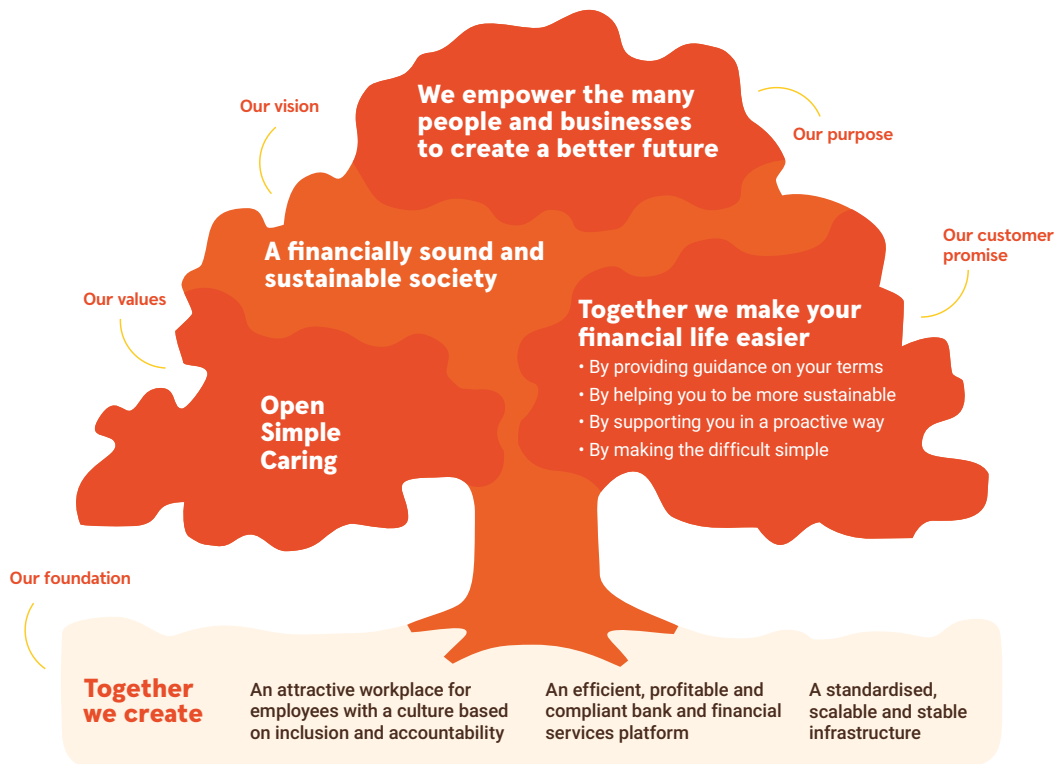 Our vision
We empower the many
people and businesses
to create a better future
Our purpose
A financially sound and
sustainable society
Our customer
promise
Our values
Together we make your
financial life easier
• By providing guidance on your terms
• By helping you to be more sustainable
• By supporting you in a proactive way
• By making the difficult simple
Open
Simple
Caring
Our foundation
Together
we create
An attractive workplace for
employees with a culture based
on inclusion and accountability
An efficient, profitable and
compliant bank and financial
services platform
A standardised,
scalable and stable
infrastructure